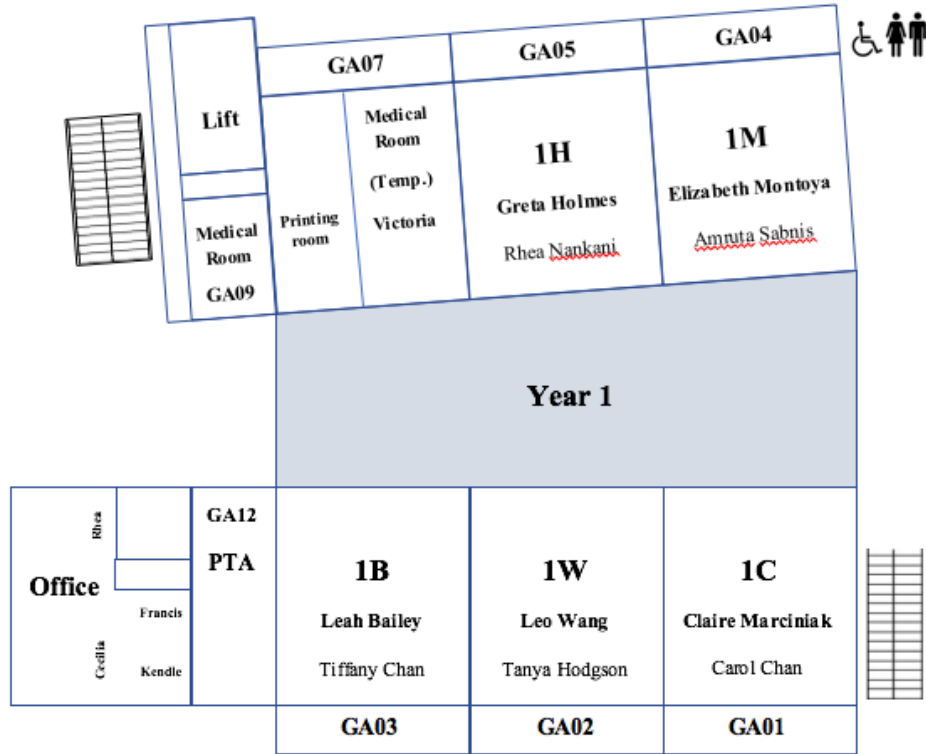 GA07
GA05
GA04
Lift
Medical
Room
(Temp.)
Victoria
Printing
room
1H
Greta Holmes
Rhea Nankani
1M
Elizabeth Montoya
Amruta Sabnis
Medical
Room
GA09
Year 1
Office
Rhea
Cecilia
Francis
Kendle
GA12
PTA
1B
Leah Bailey
Tiffany Chan
1W
Leo Wang
Tanya Hodgson
1C
Claire Marciniak
Carol Chan
GA03
GA02
GA01